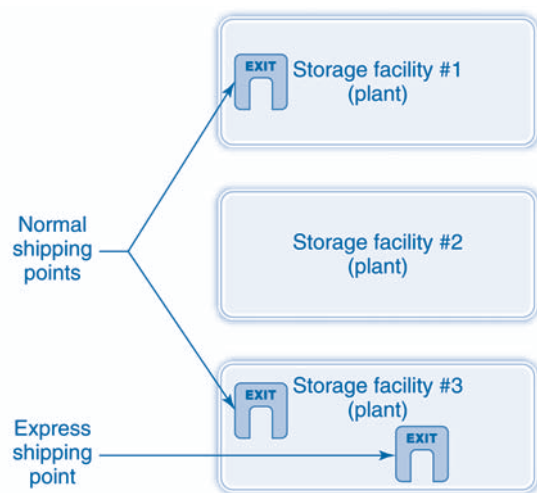 EXIT
Storage facility #1
(plant)
Normal
shipping
points
Storage facility #2
(plant)
EXIT
Storage facility #3
(plant)
Express
shipping
point
EXIT